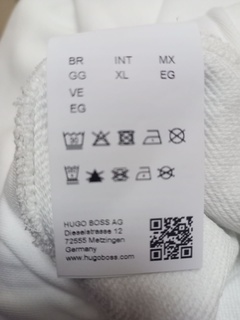 BR INT MX
GG XL EG
VE
EG
30
HUGO BOSS AG
Dieselstrasse 12
72555 Metzingen
Germany
www.hugoboss.com